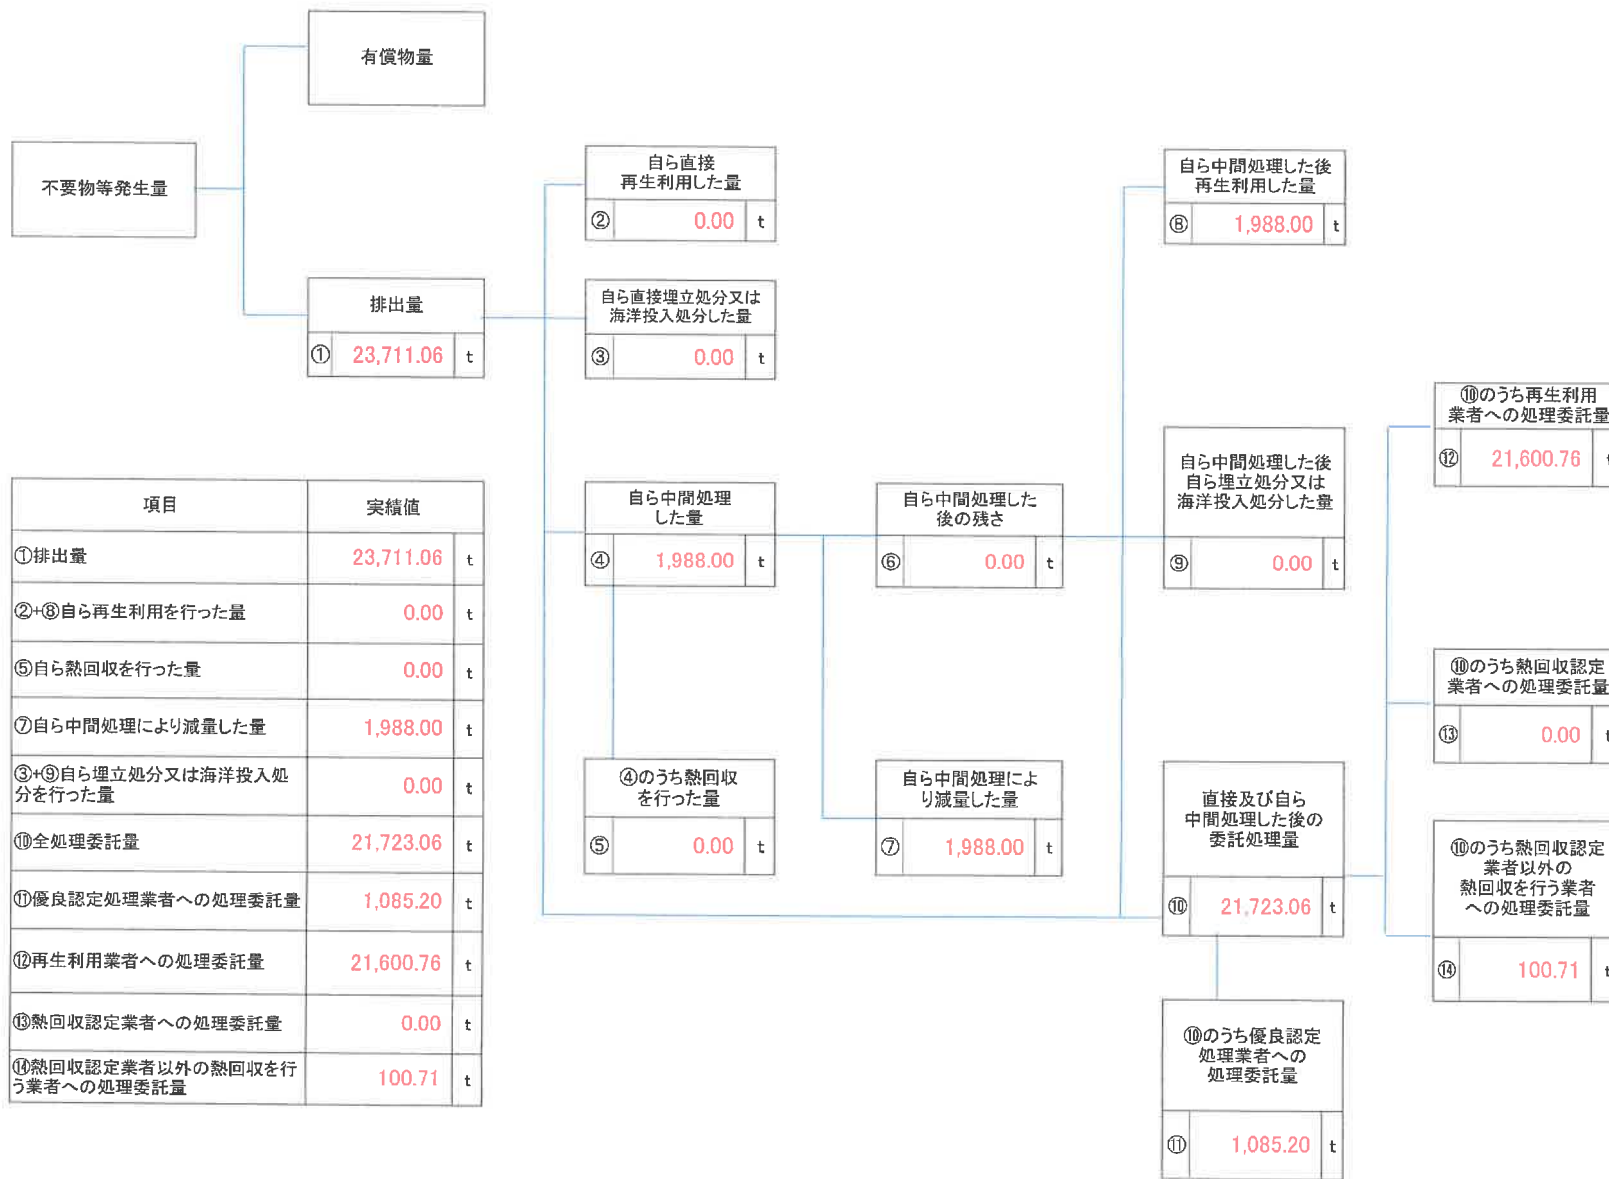 有償物量
不要物等発生量
排出量
① 23,711.06 t
自ら直接
再生利用した量
② 0.00 t
自ら直接埋立処分又は
海洋投入処分した量
③ 0.00 t
自ら中間処理
した量
④ 1,988.00 t
④のうち熱回収
を行った量
⑤ 0.00 t
自ら中間処理した
後の残さ
⑥ 0.00 t
自ら中間処理によ
り減量した量
⑦ 1,988.00 t
自ら中間処理した後
再生利用した量
⑧ 1,988.00 t
自ら中間処理した後
自ら埋立処分又は
海洋投入処分した量
⑨ 0.00 t
直接及び自ら
中間処理した後の
委託処理量
⑩ 21,723.06 t
⑩のうち優良認定
処理業者への
処理委託量
⑪ 1,085.20 t
⑩のうち再生利用
業者への処理委託量
⑫ 21,600.76 t
⑩のうち熱回収認定
業者への処理委託量
⑬ 0.00 t
⑩のうち熱回収認定
業者以外の
熱回収を行う業者
への処理委託量
⑭ 100.71 t
項目 実績値
①排出量 23,711.06 t
②+⑧自ら再生利用を行った量 0.00 t
⑤自ら熱回収を行った量 0.00 t
⑦自ら中間処理により減量した量 1,988.00 t
③+⑨自ら埋立処分又は海洋投入処
分を行った量 0.00 t
⑩全処理委託量 21,723.06 t
⑪優良認定処理業者への処理委託量 1,085.20 t
⑫再生利用業者への処理委託量 21,600.76 t
⑬熱回収認定業者への処理委託量 0.00 t
⑭熱回収認定業者以外の熱回収を行
う業者への処理委託量 100.71 t